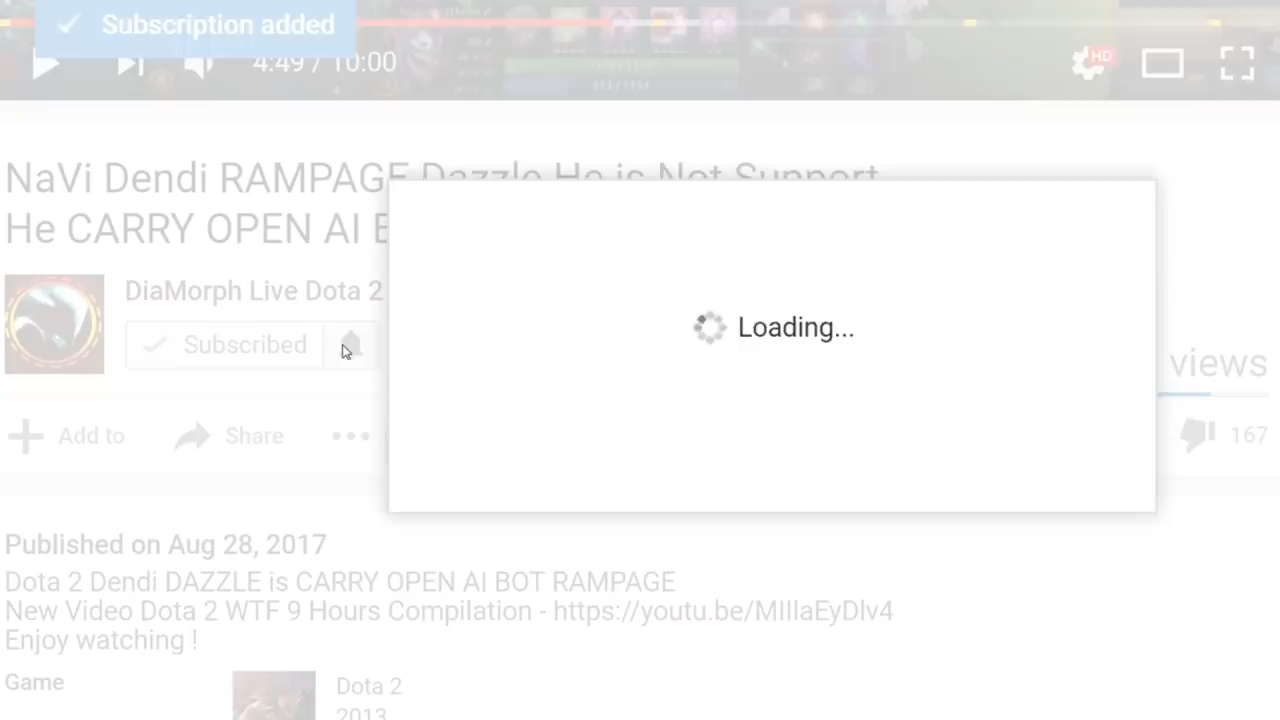 Subscription added
4:49 / 10:00
HD
NaVi Dendi RAMPAGE Dazzle He is Not Support
He CARRY OPEN AI
DiaMorph Live Dota 2
Subscribed
Loading...
views
Add to
Share
167
Published on Aug 28, 2017
Dota 2 Dendi DAZZLE is CARRY OPEN AI BOT RAMPAGE
New Video Dota 2 WTF 9 Hours Compilation - https://youtu.be/MIllaEyDlv4
Enjoy watching !
Game
Dota 2
2013